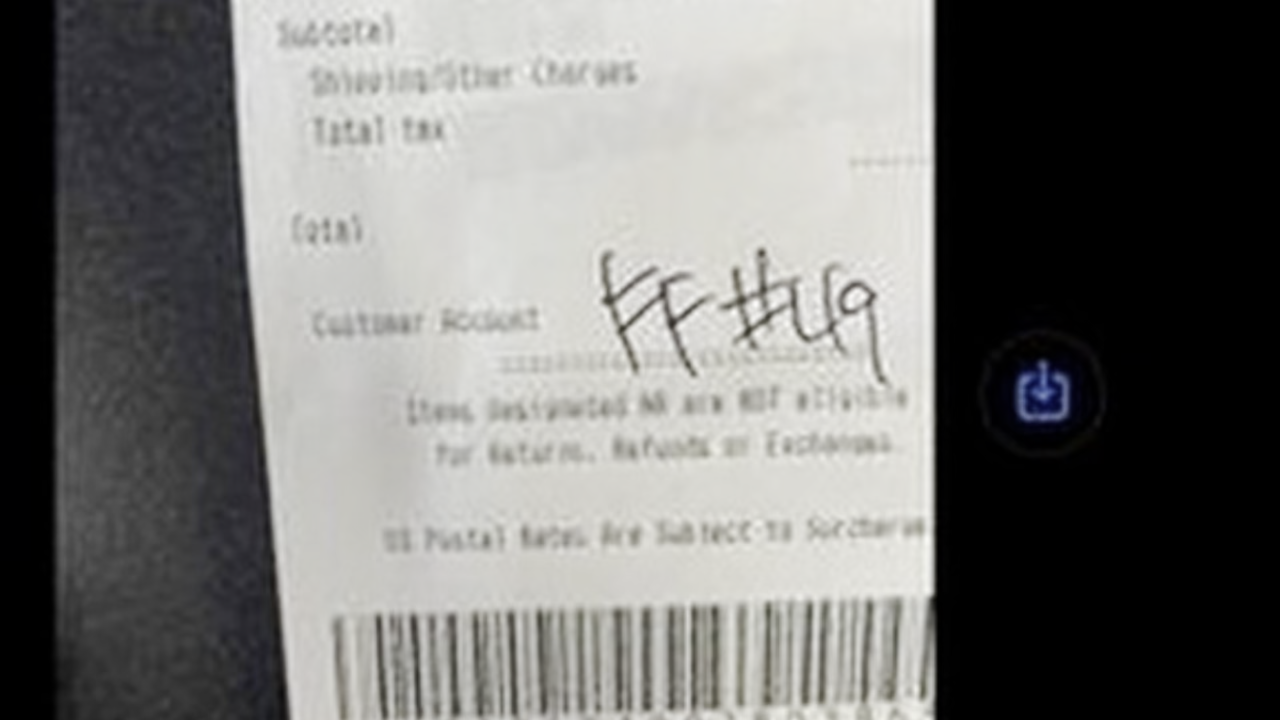 Subtotal
Shipping/Other Charges
Total tax
Total
Customer Account FF #49
Items Designated NR are NOT eligible
for Returns, Refunds or Exchanges.
US Postal Rates Are Subject to Surcharge